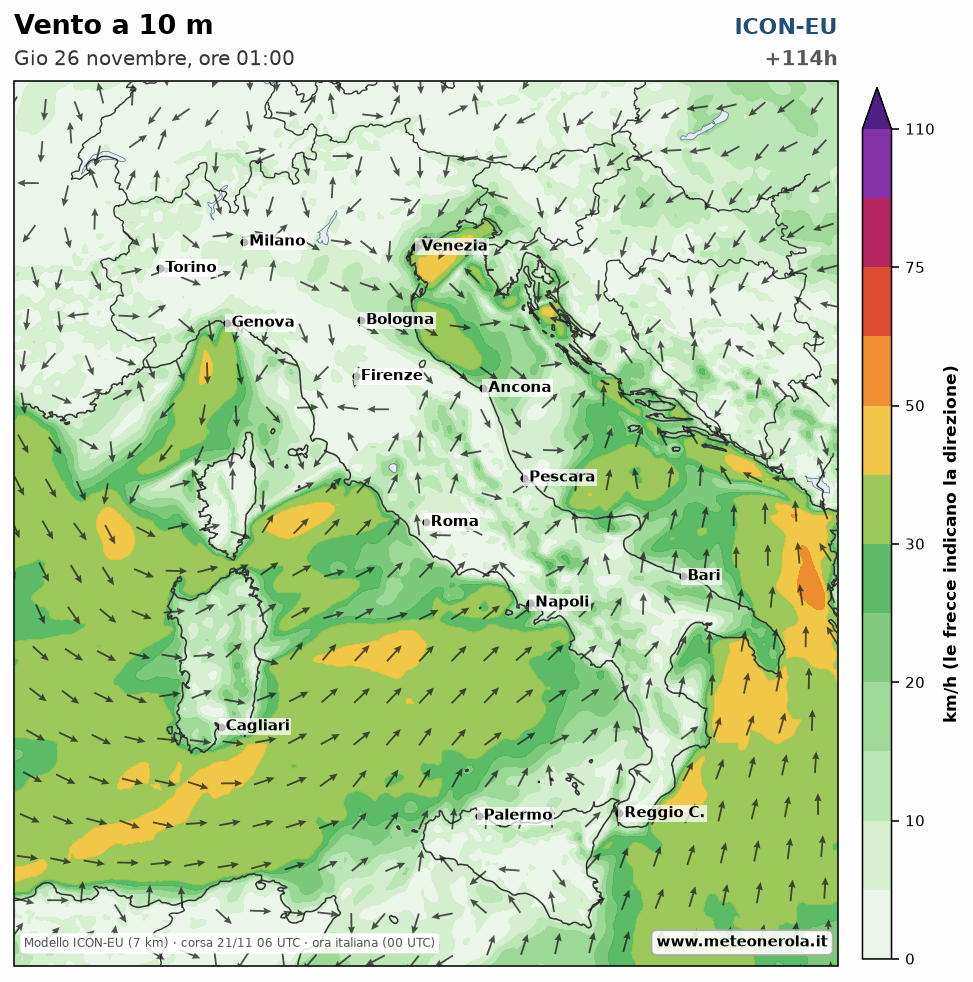 Vento a 10 m
ICON-EU
Gio 26 novembre, ore 01:00
+114h
110
75
50
30
20
10
0
km/h (le frecce indicano la direzione)
Milano
Venezia
Torino
Genova
Bologna
Firenze
Ancona
Pescara
Roma
Bari
Napoli
Cagliari
Palermo
Reggio C.
Modello ICON-EU (7 km) · corsa 21/11 06 UTC · ora italiana (00 UTC)
www.meteonerola.it